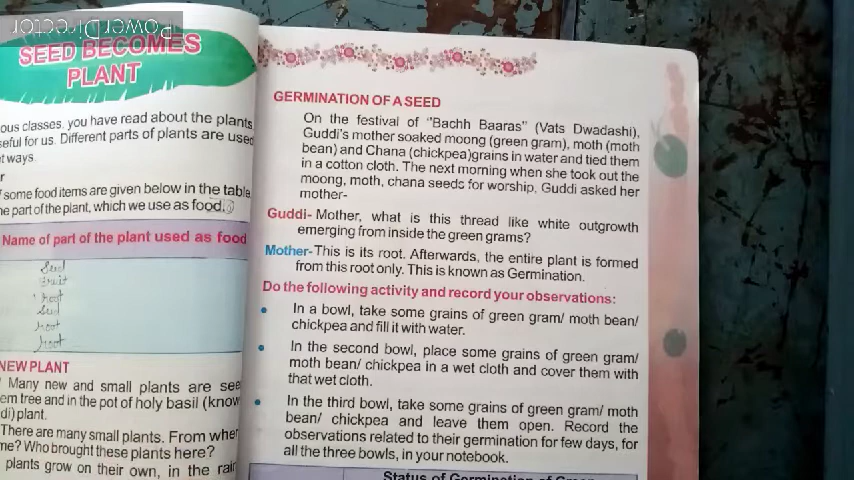 PowerDirector
SEED BECOMES
PLANT
ous classes, you have read about the plants
seful for us. Different parts of plants are used
t ways.
r
some food items are given below in the table
e part of the plant, which we use as food.
Name of part of the plant used as food
Seed
Fruit
root
Seed
root
root
NEW PLANT
Many new and small plants are see
em tree and in the pot of holy basil (know
di) plant.
There are many small plants. From wher
me? Who brought these plants here?
plants grow on their own, in the rain
GERMINATION OF A SEED
On the festival of "Bachh Baaras" (Vats Dwadashi),
Guddi's mother soaked moong (green gram), moth (moth
bean) and Chana (chickpea)grains in water and tied them
in a cotton cloth. The next morning when she took out the
moong, moth, chana seeds for worship, Guddi asked her
mother-
Guddi- Mother, what is this thread like white outgrowth
emerging from inside the green grams?
Mother-This is its root. Afterwards, the entire plant is formed
from this root only. This is known as Germination.
Do the following activity and record your observations:
• In a bowl, take some grains of green gram/ moth bean/
chickpea and fill it with water.
• In the second bowl, place some grains of green gram/
moth bean/ chickpea in a wet cloth and cover them with
that wet cloth.
• In the third bowl, take some grains of green gram/ moth
bean/ chickpea and leave them open. Record the
observations related to their germination for few days, for
all the three bowls, in your notebook.
Status of Germination of Green